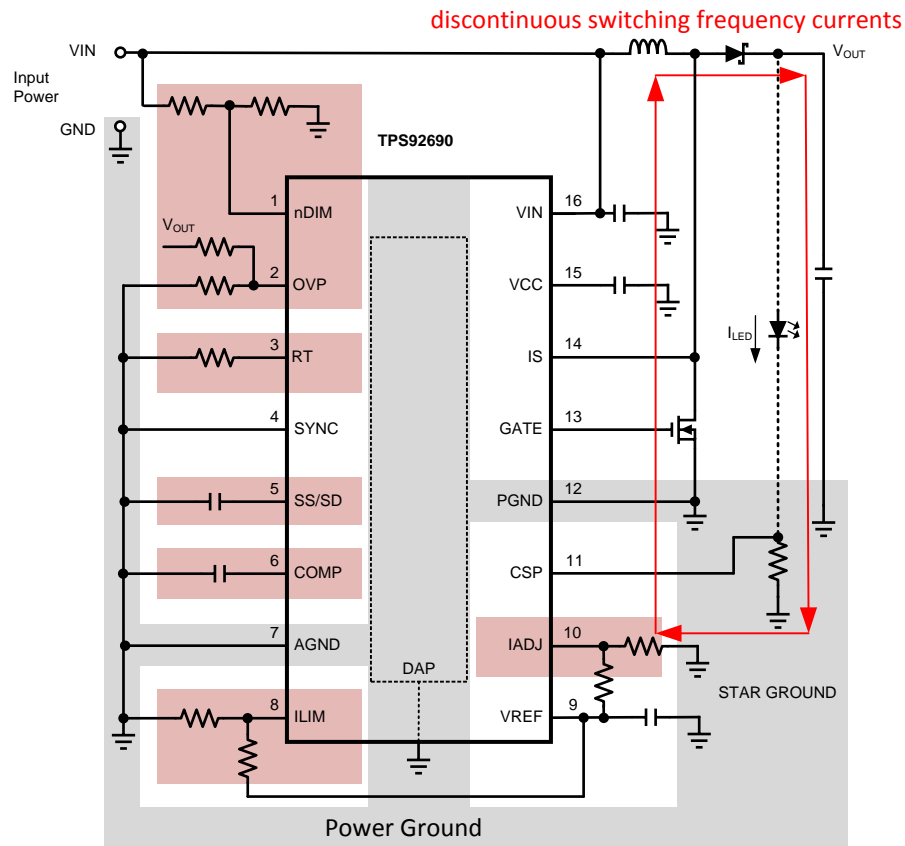 discontinuous switching frequency currents
VIN
VOUT
Input
Power
GND
TPS92690
1
nDIM
VIN
16
VOUT
2
OVP
VCC
15
3
RT
IS
14
ILED
4
SYNC
GATE
13
5
SS/SD
PGND
12
6
COMP
CSP
11
7
AGND
IADJ
10
DAP
STAR GROUND
8
ILIM
VREF
9
Power Ground